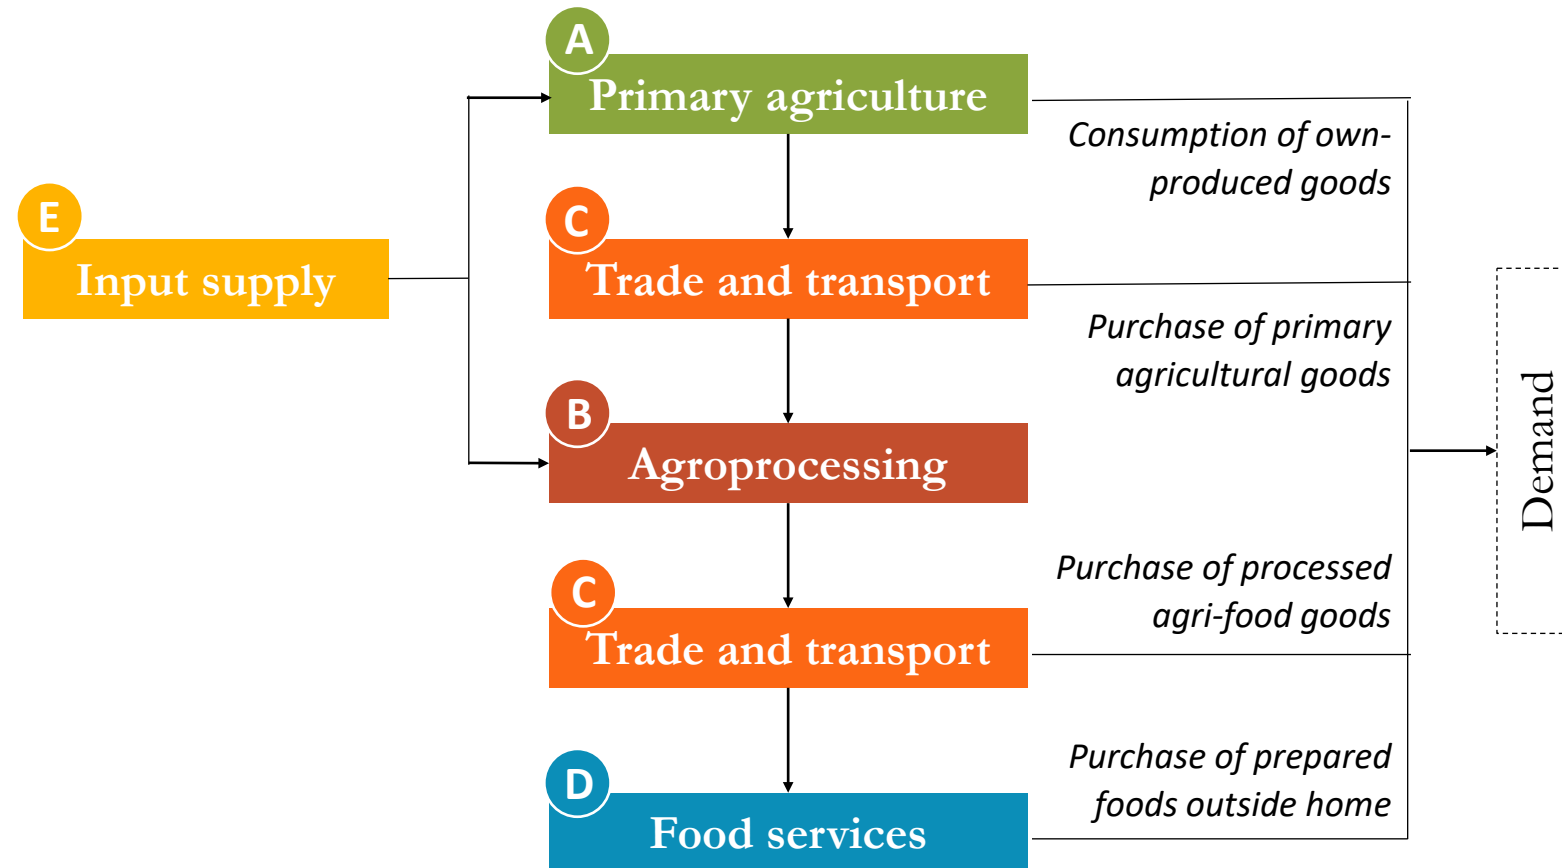 A
Primary agriculture
Consumption of own-
produced goods
E
Input supply
C
Trade and transport
Purchase of primary
agricultural goods
B
Agroprocessing
Demand
Purchase of processed
agri-food goods
C
Trade and transport
Purchase of prepared
foods outside home
D
Food services